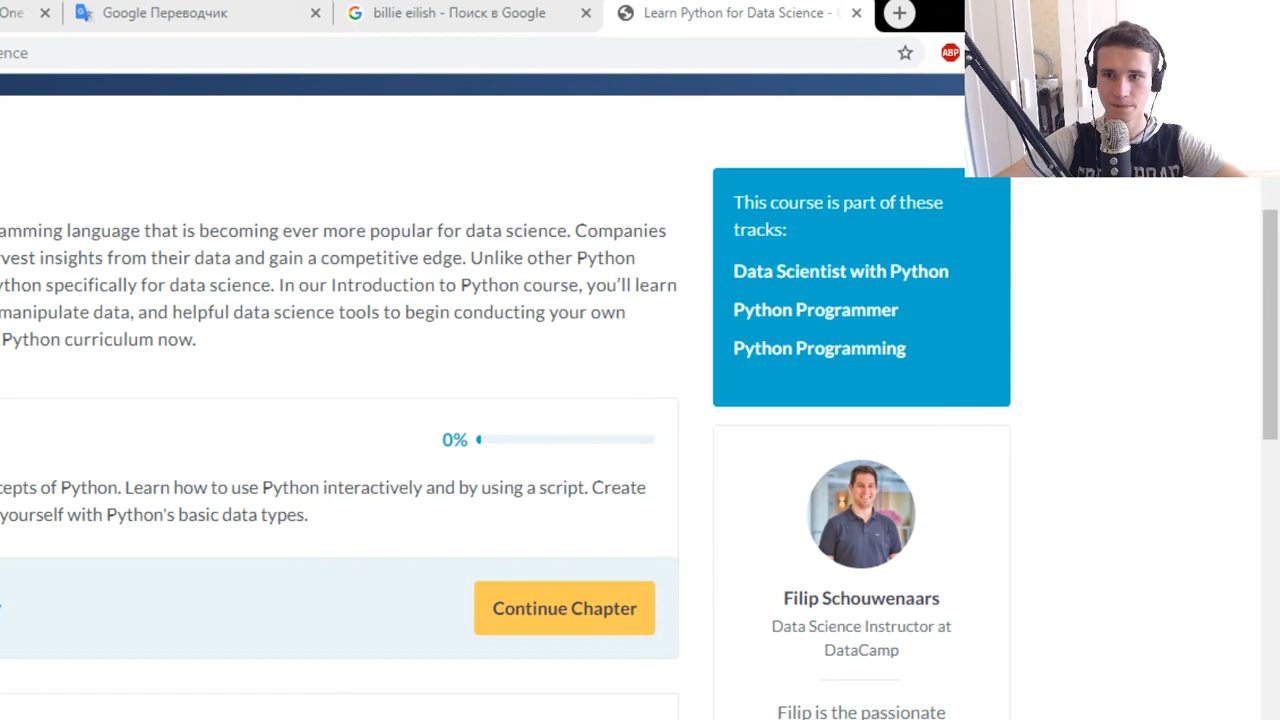 One
Google Переводчик
billie eilish - Поиск в Google
Learn Python for Data Science -
ence
ABP
This course is part of these
tracks:
Data Scientist with Python
Python Programmer
Python Programming
amming language that is becoming ever more popular for data science. Companies
rvest insights from their data and gain a competitive edge. Unlike other Python
ython specifically for data science. In our Introduction to Python course, you'll learn
manipulate data, and helpful data science tools to begin conducting your own
Python curriculum now.
0%
cepts of Python. Learn how to use Python interactively and by using a script. Create
yourself with Python's basic data types.
Continue Chapter
Filip Schouwenaars
Data Science Instructor at
DataCamp
Filip is the passionate